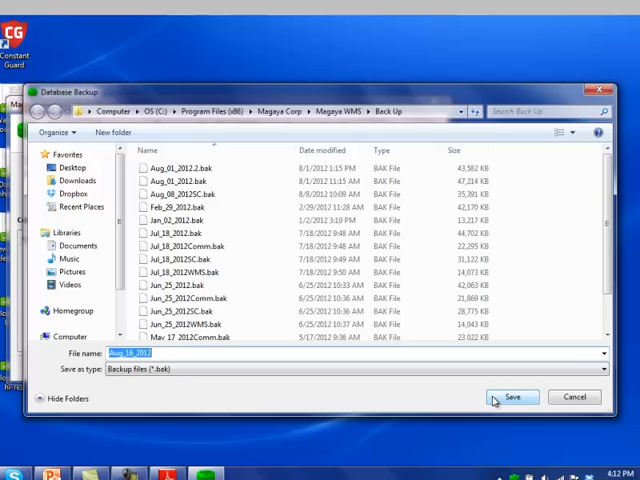 CG
Constant
Guard
Database Backup
Computer OS (C:) Program Files (x86) Magaya Corp Magaya WMS Back Up
Search Back Up
Organize New folder
Name Date modified Type Size
Favorites
Desktop
Downloads
Dropbox
Recent Places
Libraries
Documents
Music
Pictures
Videos
Homegroup
Computer
Aug_01_2012.2.bak 8/1/2012 1:15 PM BAK File 43,582 KB
Aug_01_2012.bak 8/1/2012 11:15 AM BAK File 47,214 KB
Aug_08_2012SC.bak 8/8/2012 10:09 AM BAK File 35,391 KB
Feb_29_2012.bak 2/29/2012 11:28 AM BAK File 42,170 KB
Jan_02_2012.bak 1/2/2012 3:19 PM BAK File 13,217 KB
Jul_18_2012.bak 7/18/2012 9:48 AM BAK File 44,702 KB
Jul_18_2012Comm.bak 7/18/2012 9:48 AM BAK File 22,295 KB
Jul_18_2012SC.bak 7/18/2012 9:49 AM BAK File 31,122 KB
Jul_18_2012WMS.bak 7/18/2012 9:50 AM BAK File 14,073 KB
Jun_25_2012.bak 6/25/2012 10:33 AM BAK File 42,063 KB
Jun_25_2012Comm.bak 6/25/2012 10:36 AM BAK File 21,869 KB
Jun_25_2012SC.bak 6/25/2012 10:36 AM BAK File 31,004 KB
Jun_25_2012WMS.bak 6/25/2012 10:37 AM BAK File 14,043 KB
May_17_2012Comm.bak 5/17/2012 9:36 AM BAK File 23,022 KB
File name: Aug_16_2012
Save as type: Backup files (*.bak)
Hide Folders
Save Cancel
4:12 PM